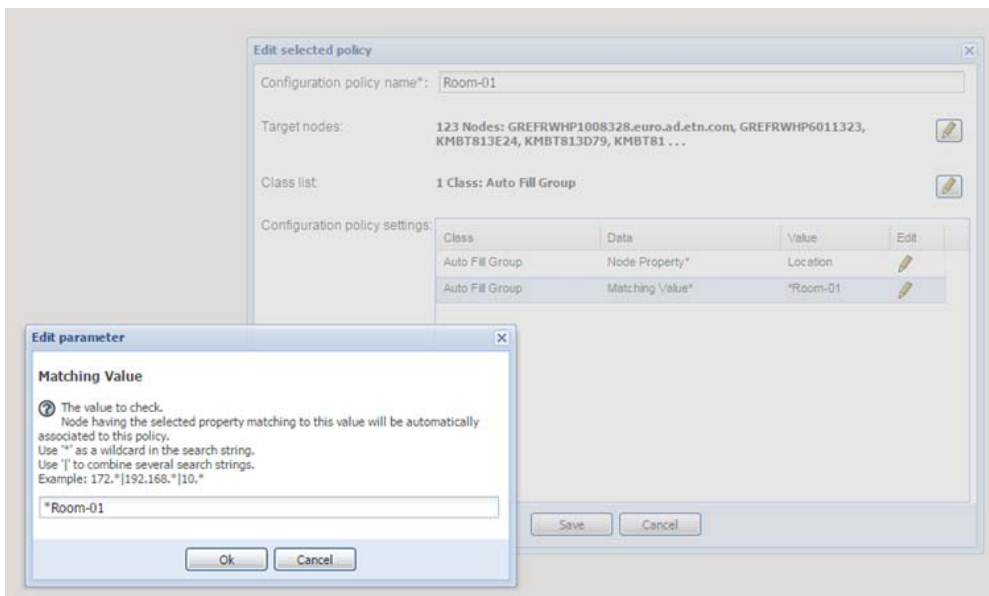 Edit selected policy
Configuration policy name*: Room-01
Target nodes: 123 Nodes: GREFRWHP1008328.euro.ad.etn.com, GREFRWHP6011323,
KMBT813E24, KMBT813D79, KMBT81 ...
Class list: 1 Class: Auto Fill Group
Configuration policy settings:
Class Data Value Edit
Auto Fill Group Node Property* Location
Auto Fill Group Matching Value* *Room-01
Edit parameter
Matching Value
The value to check.
Node having the selected property matching to this value will be automatically
associated to this policy.
Use '*' as a wildcard in the search string.
Use '|' to combine several search strings.
Example: 172.*|192.168.*|10.*
*Room-01
Ok Cancel
Save Cancel